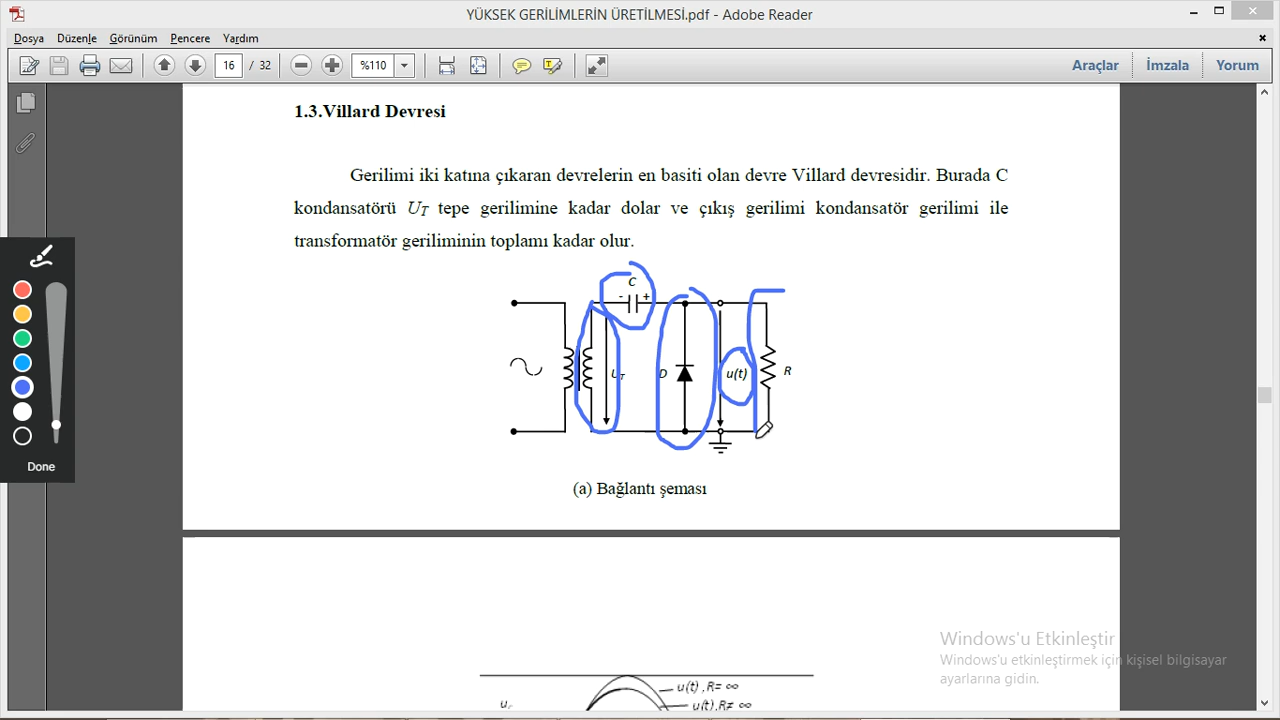 YÜKSEK GERİLİMLERİN ÜRETİLMESİ.pdf - Adobe Reader
Dosya Düzenle Görünüm Pencere Yardım
16 / 32 %110 Araçlar İmzala Yorum
1.3.Villard Devresi
Gerilimi iki katına çıkaran devrelerin en basiti olan devre Villard devresidir. Burada C
kondansatörü UT tepe gerilimine kadar dolar ve çıkış gerilimi kondansatör gerilimi ile
transformatör geriliminin toplamı kadar olur.
C
- +
UT D u(t) R
Done
(a) Bağlantı şeması
Windows'u Etkinleştir
Windows'u etkinleştirmek için kişisel bilgisayar
ayarlarına gidin.
u(t) ,R= ∞
u(t),R≠ ∞